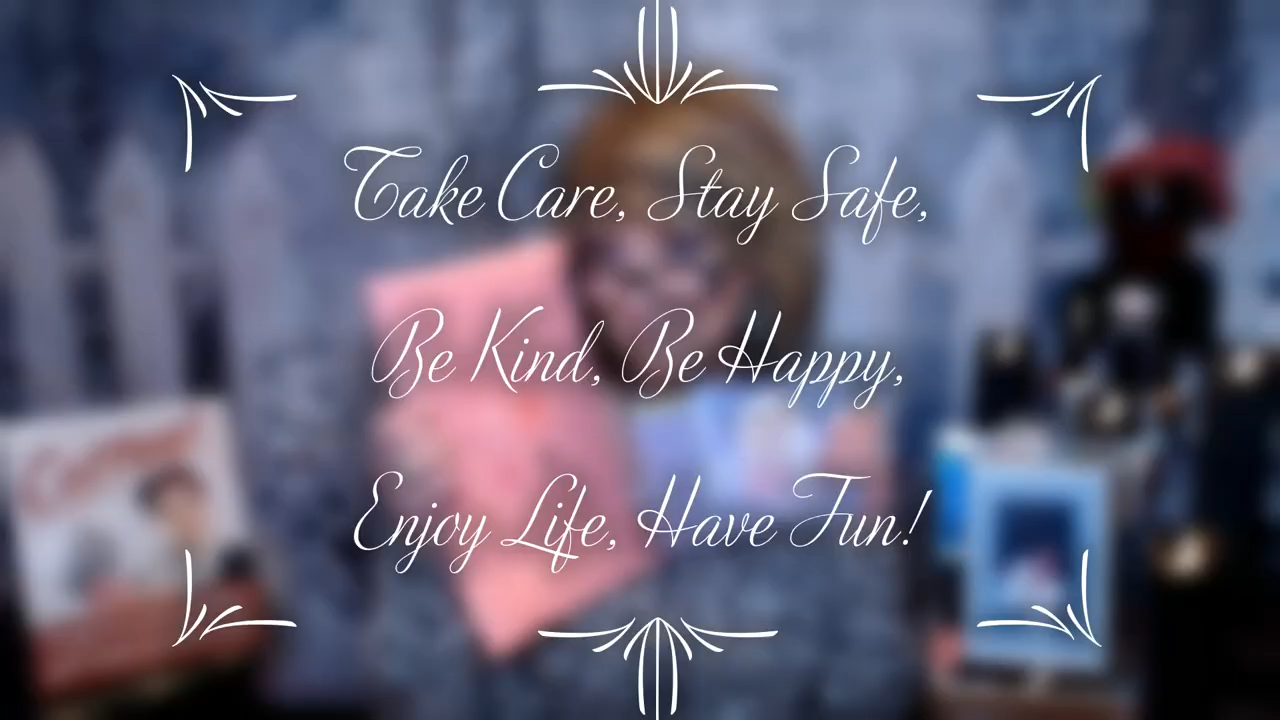 Take Care, Stay Safe,
Be Kind, Be Happy,
Enjoy Life, Have Fun!